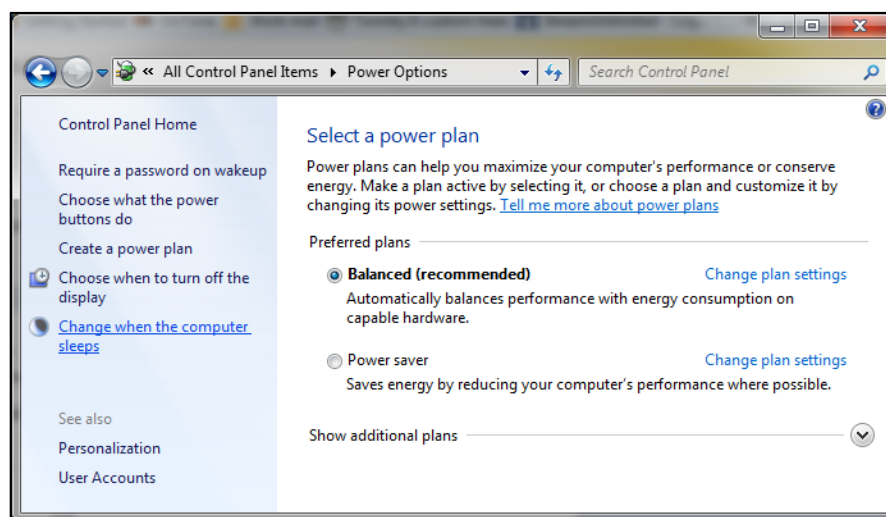 « All Control Panel Items ▸ Power Options
Search Control Panel
Control Panel Home
Require a password on wakeup
Choose what the power
buttons do
Create a power plan
Choose when to turn off the
display
Change when the computer
sleeps
See also
Personalization
User Accounts
Select a power plan
Power plans can help you maximize your computer's performance or conserve
energy. Make a plan active by selecting it, or choose a plan and customize it by
changing its power settings. Tell me more about power plans
Preferred plans
Balanced (recommended) Change plan settings
Automatically balances performance with energy consumption on
capable hardware.
Power saver Change plan settings
Saves energy by reducing your computer's performance where possible.
Show additional plans